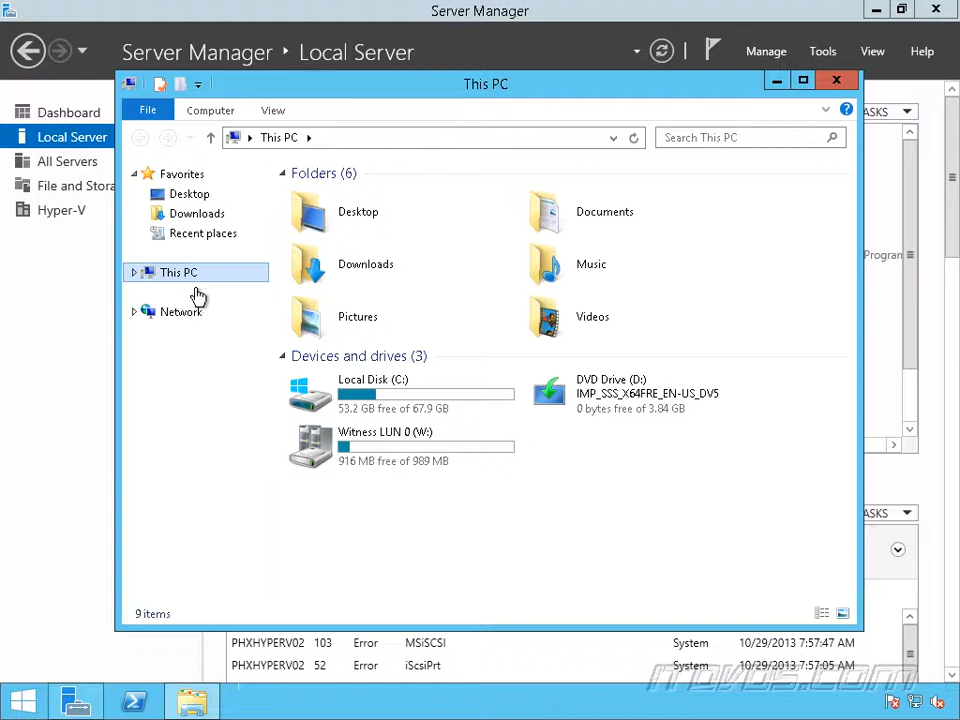 Server Manager
Server Manager ‣ Local Server
Manage Tools View Help
This PC
File Computer View
This PC
Search This PC
Dashboard
Local Server
All Servers
File and Stora
Hyper-V
Favorites
Desktop
Downloads
Recent places
This PC
Network
Folders (6)
Desktop
Documents
Downloads
Music
Pictures
Videos
Devices and drives (3)
Local Disk (C:)
53.2 GB free of 67.9 GB
DVD Drive (D:)
IMP_SSS_X64FRE_EN-US_DV5
0 bytes free of 3.84 GB
Witness LUN 0 (W:)
916 MB free of 989 MB
9 items
ASKS
Program
ASKS
PHXHYPERV02 103 Error MSiSCSI System 10/29/2013 7:57:47 AM
PHXHYPERV02 52 Error iScsiPrt System 10/29/2013 7:57:05 AM
ITDVDS.COM